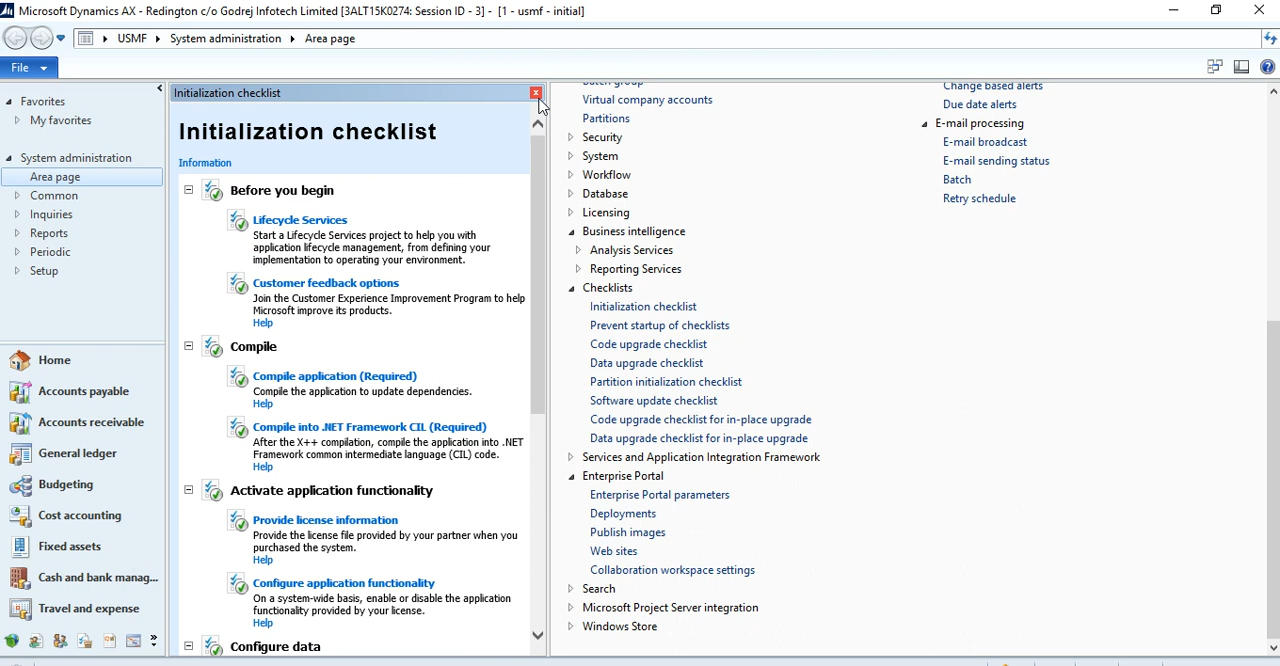 Microsoft Dynamics AX - Redington c/o Godrej Infotech Limited [3ALT15K0274: Session ID - 3] - [1 - usmf - initial]
USMF
System administration
Area page
File
Favorites
My favorites
System administration
Area page
Common
Inquiries
Reports
Periodic
Setup
Home
Accounts payable
Accounts receivable
General ledger
Budgeting
Cost accounting
Fixed assets
Cash and bank manag...
Travel and expense
Initialization checklist
Initialization checklist
Information
Before you begin
Lifecycle Services
Start a Lifecycle Services project to help you with
application lifecycle management, from defining your
implementation to operating your environment.
Customer feedback options
Join the Customer Experience Improvement Program to help
Microsoft improve its products.
Help
Compile
Compile application (Required)
Compile the application to update dependencies.
Help
Compile into .NET Framework CIL (Required)
After the X++ compilation, compile the application into .NET
Framework common intermediate language (CIL) code.
Help
Activate application functionality
Provide license information
Provide the license file provided by your partner when you
purchased the system.
Help
Configure application functionality
On a system-wide basis, enable or disable the application
functionality provided by your license.
Help
Configure data
Batch group
Virtual company accounts
Partitions
Security
System
Workflow
Database
Licensing
Business intelligence
Analysis Services
Reporting Services
Checklists
Initialization checklist
Prevent startup of checklists
Code upgrade checklist
Data upgrade checklist
Partition initialization checklist
Software update checklist
Code upgrade checklist for in-place upgrade
Data upgrade checklist for in-place upgrade
Services and Application Integration Framework
Enterprise Portal
Enterprise Portal parameters
Deployments
Publish images
Web sites
Collaboration workspace settings
Search
Microsoft Project Server integration
Windows Store
Change based alerts
Due date alerts
E-mail processing
E-mail broadcast
E-mail sending status
Batch
Retry schedule